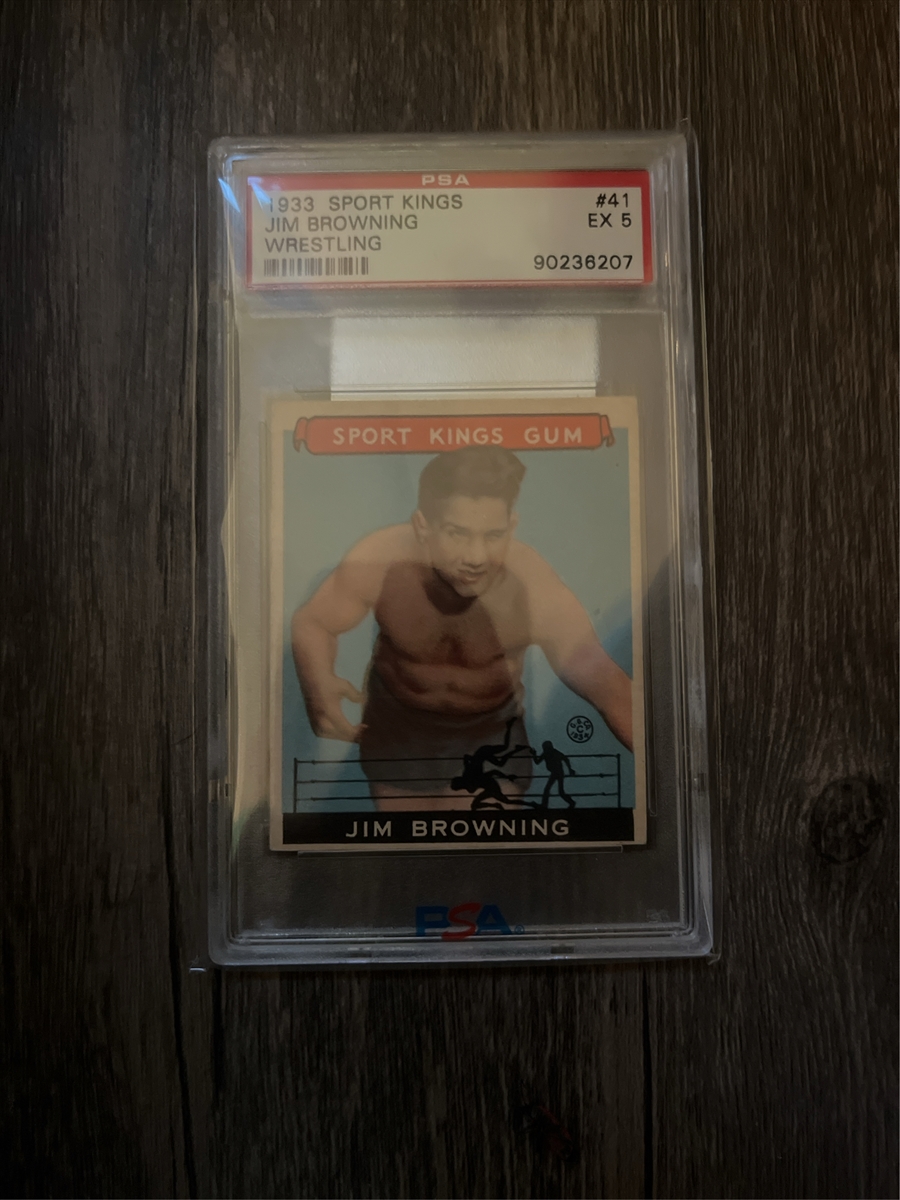 PSA
1933 SPORT KINGS #41
JIM BROWNING EX 5
WRESTLING
90236207
SPORT KINGS GUM
JIM BROWNING
PSA